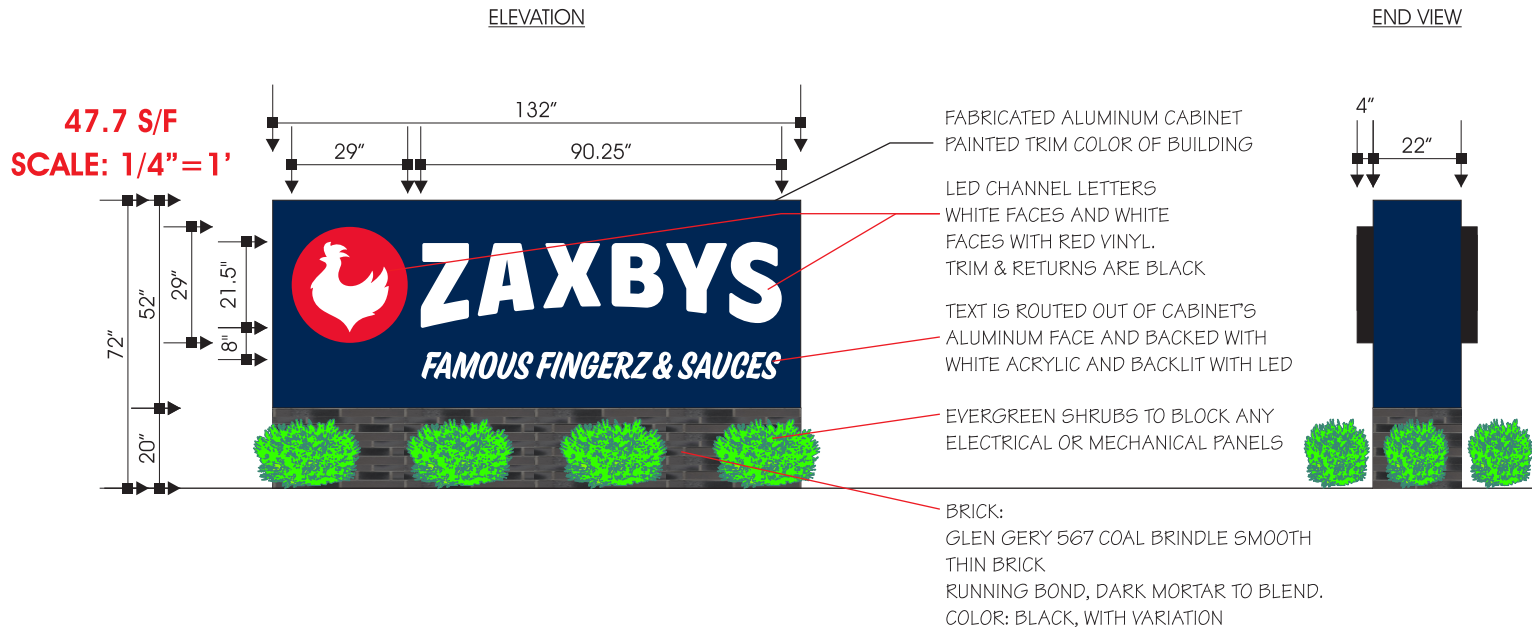 ELEVATION
END VIEW
47.7 S/F
SCALE: 1/4”=1’
132”
29”
90.25”
4”
22”
72”
52”
29”
21.5"
8"
20”
ZAXBYS
FAMOUS FINGERZ & SAUCES
FABRICATED ALUMINUM CABINET
PAINTED TRIM COLOR OF BUILDING
LED CHANNEL LETTERS
WHITE FACES AND WHITE
FACES WITH RED VINYL.
TRIM & RETURNS ARE BLACK
TEXT IS ROUTED OUT OF CABINET’S
ALUMINUM FACE AND BACKED WITH
WHITE ACRYLIC AND BACKLIT WITH LED
EVERGREEN SHRUBS TO BLOCK ANY
ELECTRICAL OR MECHANICAL PANELS
BRICK:
GLEN GERY 567 COAL BRINDLE SMOOTH
THIN BRICK
RUNNING BOND, DARK MORTAR TO BLEND.
COLOR: BLACK, WITH VARIATION